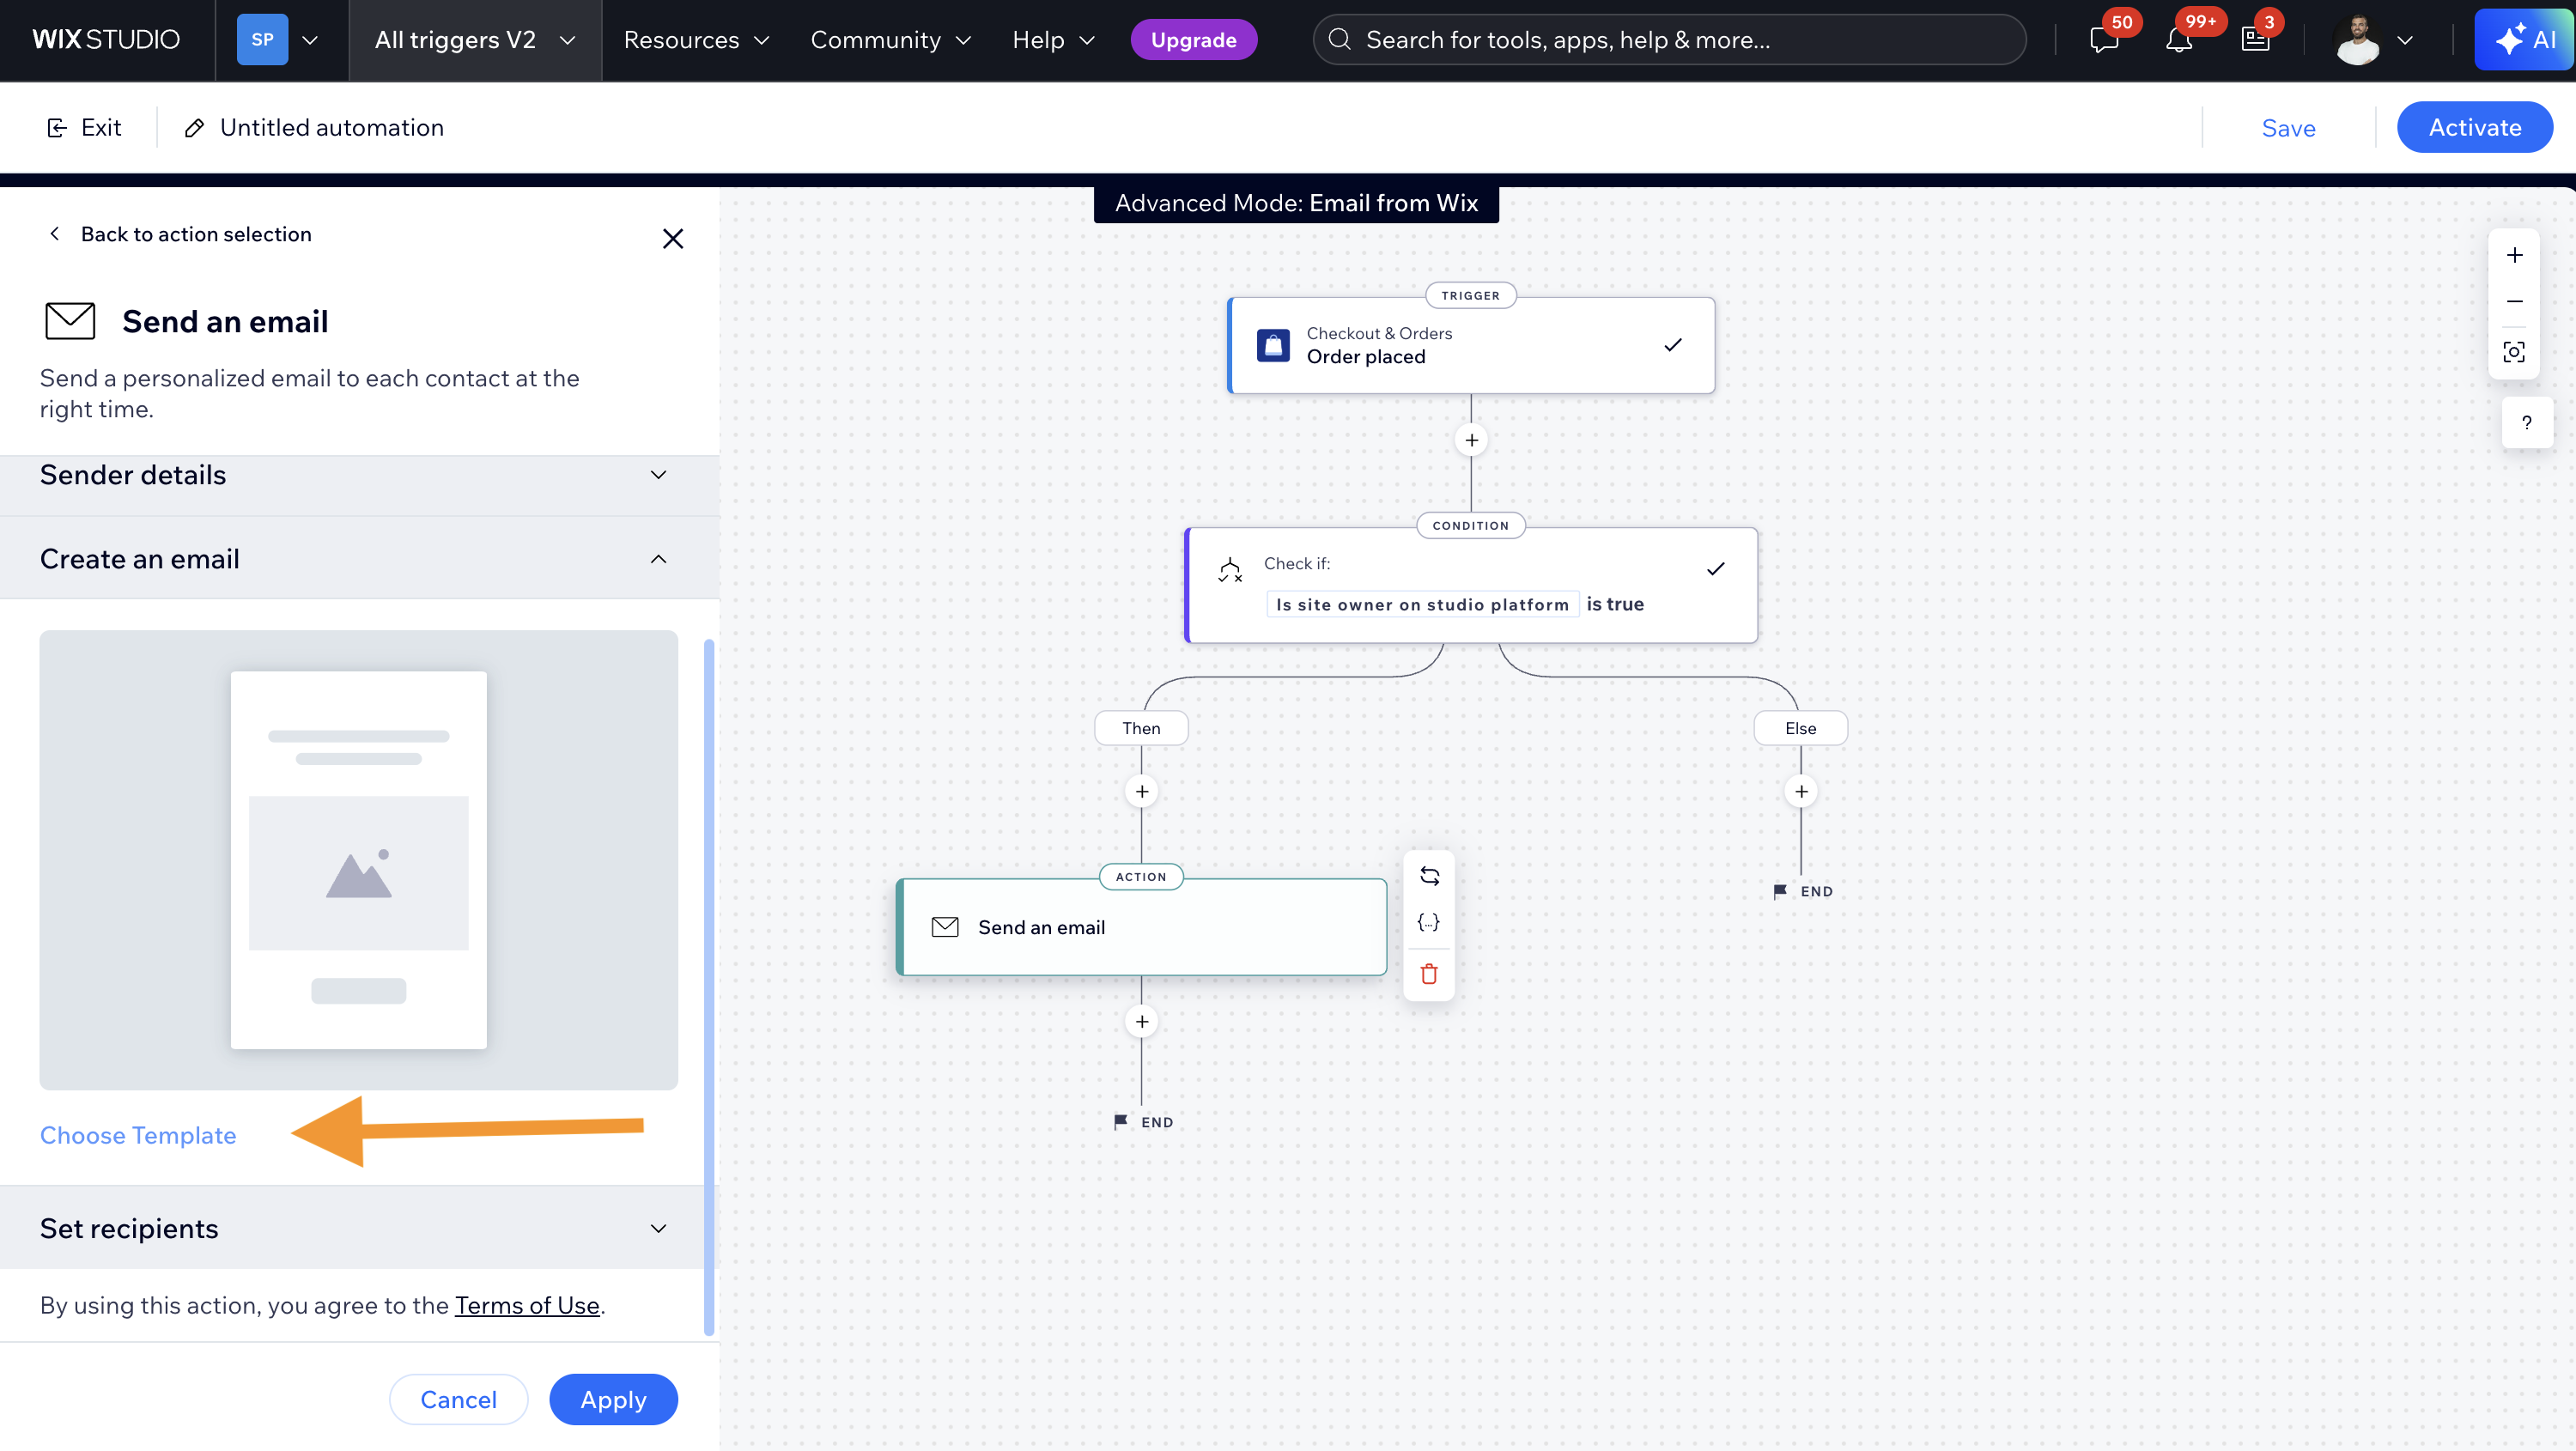 WIX STUDIO
SP
All triggers V2
Resources
Community
Help
Upgrade
Search for tools, apps, help & more...
50
99+
3
AI
Exit
Untitled automation
Save
Activate
Advanced Mode: Email from Wix
Back to action selection
Send an email
Send a personalized email to each contact at the
right time.
Sender details
Create an email
Choose Template
Set recipients
By using this action, you agree to the Terms of Use.
Cancel
Apply
TRIGGER
Checkout & Orders
Order placed
CONDITION
Check if:
Is site owner on studio platform is true
Then
Else
ACTION
Send an email
{...}
END
END
?